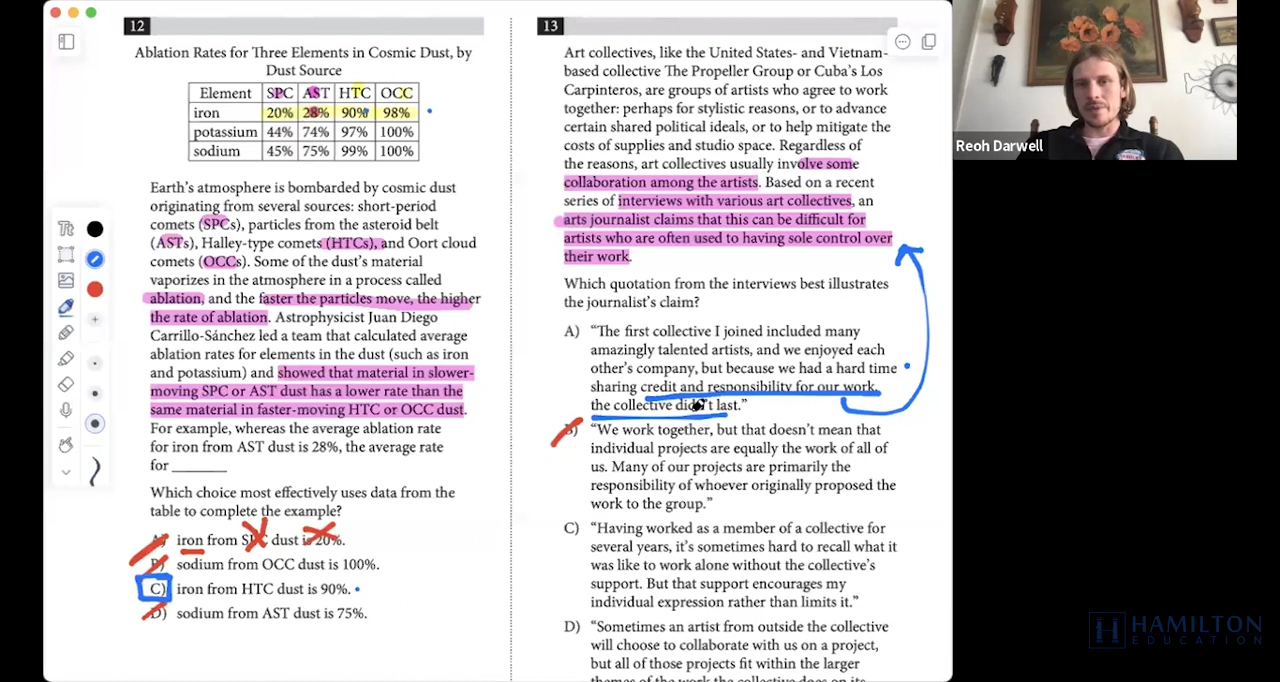 12
Ablation Rates for Three Elements in Cosmic Dust, by
Dust Source
Element SPC AST HTC OCC
iron 20% 28% 90% 98%
potassium 44% 74% 97% 100%
sodium 45% 75% 99% 100%
Earth's atmosphere is bombarded by cosmic dust
originating from several sources: short-period
comets (SPCs), particles from the asteroid belt
(ASTs), Halley-type comets (HTCs), and Oort cloud
comets (OCCs). Some of the dust's material
vaporizes in the atmosphere in a process called
ablation, and the faster the particles move, the higher
the rate of ablation. Astrophysicist Juan Diego
Carrillo-Sánchez led a team that calculated average
ablation rates for elements in the dust (such as iron
and potassium) and showed that material in slower-
moving SPC or AST dust has a lower rate than the
same material in faster-moving HTC or OCC dust.
For example, whereas the average ablation rate
for iron from AST dust is 28%, the average rate
for ________
Which choice most effectively uses data from the
table to complete the example?
A) iron from SPC dust is 20%.
B) sodium from OCC dust is 100%.
C) iron from HTC dust is 90%.
D) sodium from AST dust is 75%.
13
Art collectives, like the United States- and Vietnam-
based collective The Propeller Group or Cuba's Los
Carpinteros, are groups of artists who agree to work
together: perhaps for stylistic reasons, or to advance
certain shared political ideals, or to help mitigate the
costs of supplies and studio space. Regardless of
the reasons, art collectives usually involve some
collaboration among the artists. Based on a recent
series of interviews with various art collectives, an
arts journalist claims that this can be difficult for
artists who are often used to having sole control over
their work.
Which quotation from the interviews best illustrates
the journalist's claim?
A) "The first collective I joined included many
amazingly talented artists, and we enjoyed each
other's company, but because we had a hard time
sharing credit and responsibility for our work,
the collective didn't last."
B) "We work together, but that doesn't mean that
individual projects are equally the work of all of
us. Many of our projects are primarily the
responsibility of whoever originally proposed the
work to the group."
C) "Having worked as a member of a collective for
several years, it's sometimes hard to recall what it
was like to work alone without the collective's
support. But that support encourages my
individual expression rather than limits it."
D) "Sometimes an artist from outside the collective
will choose to collaborate with us on a project,
but all of those projects fit within the larger
themes of the work the collective does on its
Reoh Darwell
HAMILTON
EDUCATION